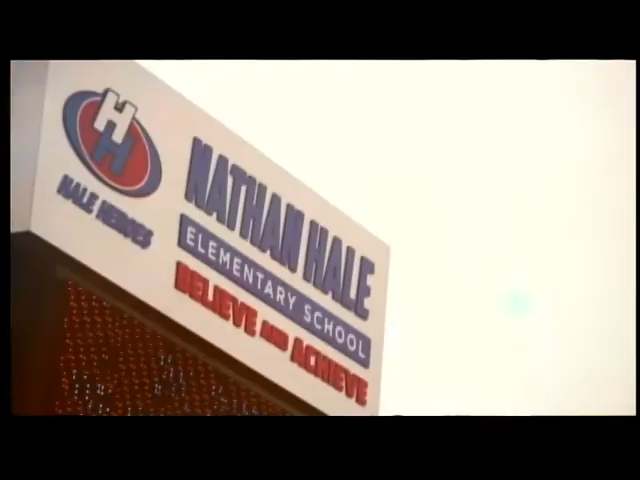 HH
HALE HEROES
NATHAN HALE
ELEMENTARY SCHOOL
BELIEVE AND ACHIEVE